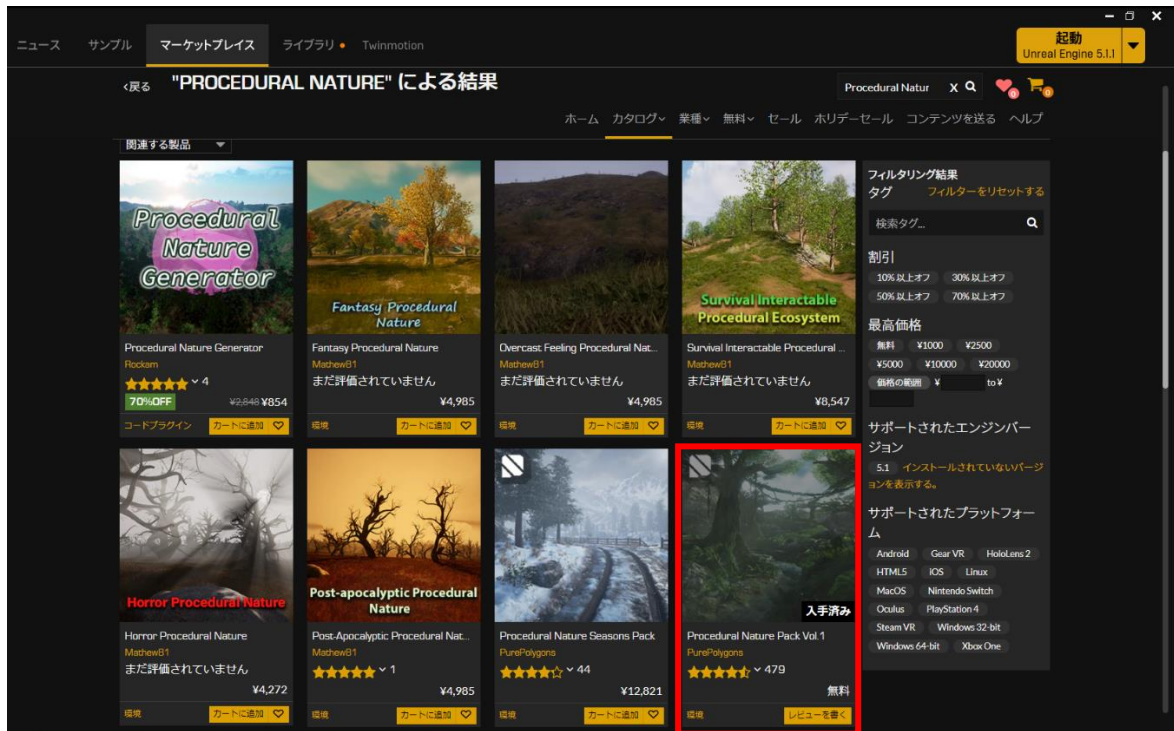 ニュース サンプル マーケットプレイス ライブラリ Twinmotion
起動
Unreal Engine 5.1.1
戻る "PROCEDURAL NATURE" による結果
Procedural Natur X
0 0
ホーム カタログ 業種 無料 セール ホリデーセール コンテンツを送る ヘルプ
関連する製品
Procedural
Nature
Generator
Procedural Nature Generator
Rockam
4
70%OFF ¥2,848 ¥854
コードプラグイン カートに追加
Fantasy Procedural
Nature
Fantasy Procedural Nature
Mathew81
まだ評価されていません
¥4,985
環境 カートに追加
Overcast Feeling Procedural Nat...
Mathew81
まだ評価されていません
¥4,985
環境 カートに追加
Survival Interactable
Procedural Ecosystem
Survival Interactable Procedural ...
Mathew81
まだ評価されていません
¥8,547
環境 カートに追加
Horror Procedural Nature
Horror Procedural Nature
Mathew81
まだ評価されていません
¥4,272
環境 カートに追加
Post-apocalyptic Procedural
Nature
Post-Apocalyptic Procedural Nat...
Mathew81
1
¥4,985
環境 カートに追加
Procedural Nature Seasons Pack
PurePolygons
44
¥12,821
環境 カートに追加
入手済み
Procedural Nature Pack Vol.1
PurePolygons
479
無料
環境 レビューを書く
フィルタリング結果
タグ フィルターをリセットする
検索タグ...
割引
10% 以上オフ 30% 以上オフ
50% 以上オフ 70% 以上オフ
最高価格
無料 ¥1000 ¥2500
¥5000 ¥10000 ¥20000
価格の範囲 ¥ to ¥
サポートされたエンジンバー
ジョン
5.1 インストールされていないバージ
ョンを表示する。
サポートされたプラットフォー
ム
Android Gear VR HoloLens 2
HTML5 iOS Linux
MacOS Nintendo Switch
Oculus PlayStation 4
Steam VR Windows 32-bit
Windows 64-bit Xbox One